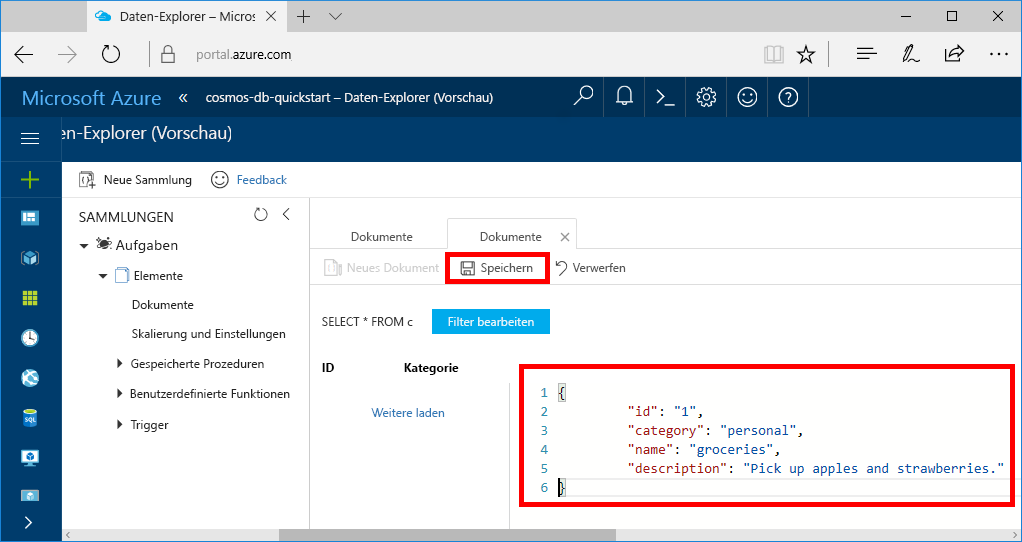 Daten-Explorer – Micros
portal.azure.com
Microsoft Azure « cosmos-db-quickstart – Daten-Explorer (Vorschau)
en-Explorer (Vorschau)
Neue Sammlung Feedback
SAMMLUNGEN
Aufgaben
Elemente
Dokumente
Skalierung und Einstellungen
Gespeicherte Prozeduren
Benutzerdefinierte Funktionen
Trigger
SQL
Dokumente Dokumente
Neues Dokument Speichern Verwerfen
SELECT * FROM c Filter bearbeiten
ID Kategorie
Weitere laden
1 {
2 "id": "1",
3 "category": "personal",
4 "name": "groceries",
5 "description": "Pick up apples and strawberries."
6 }